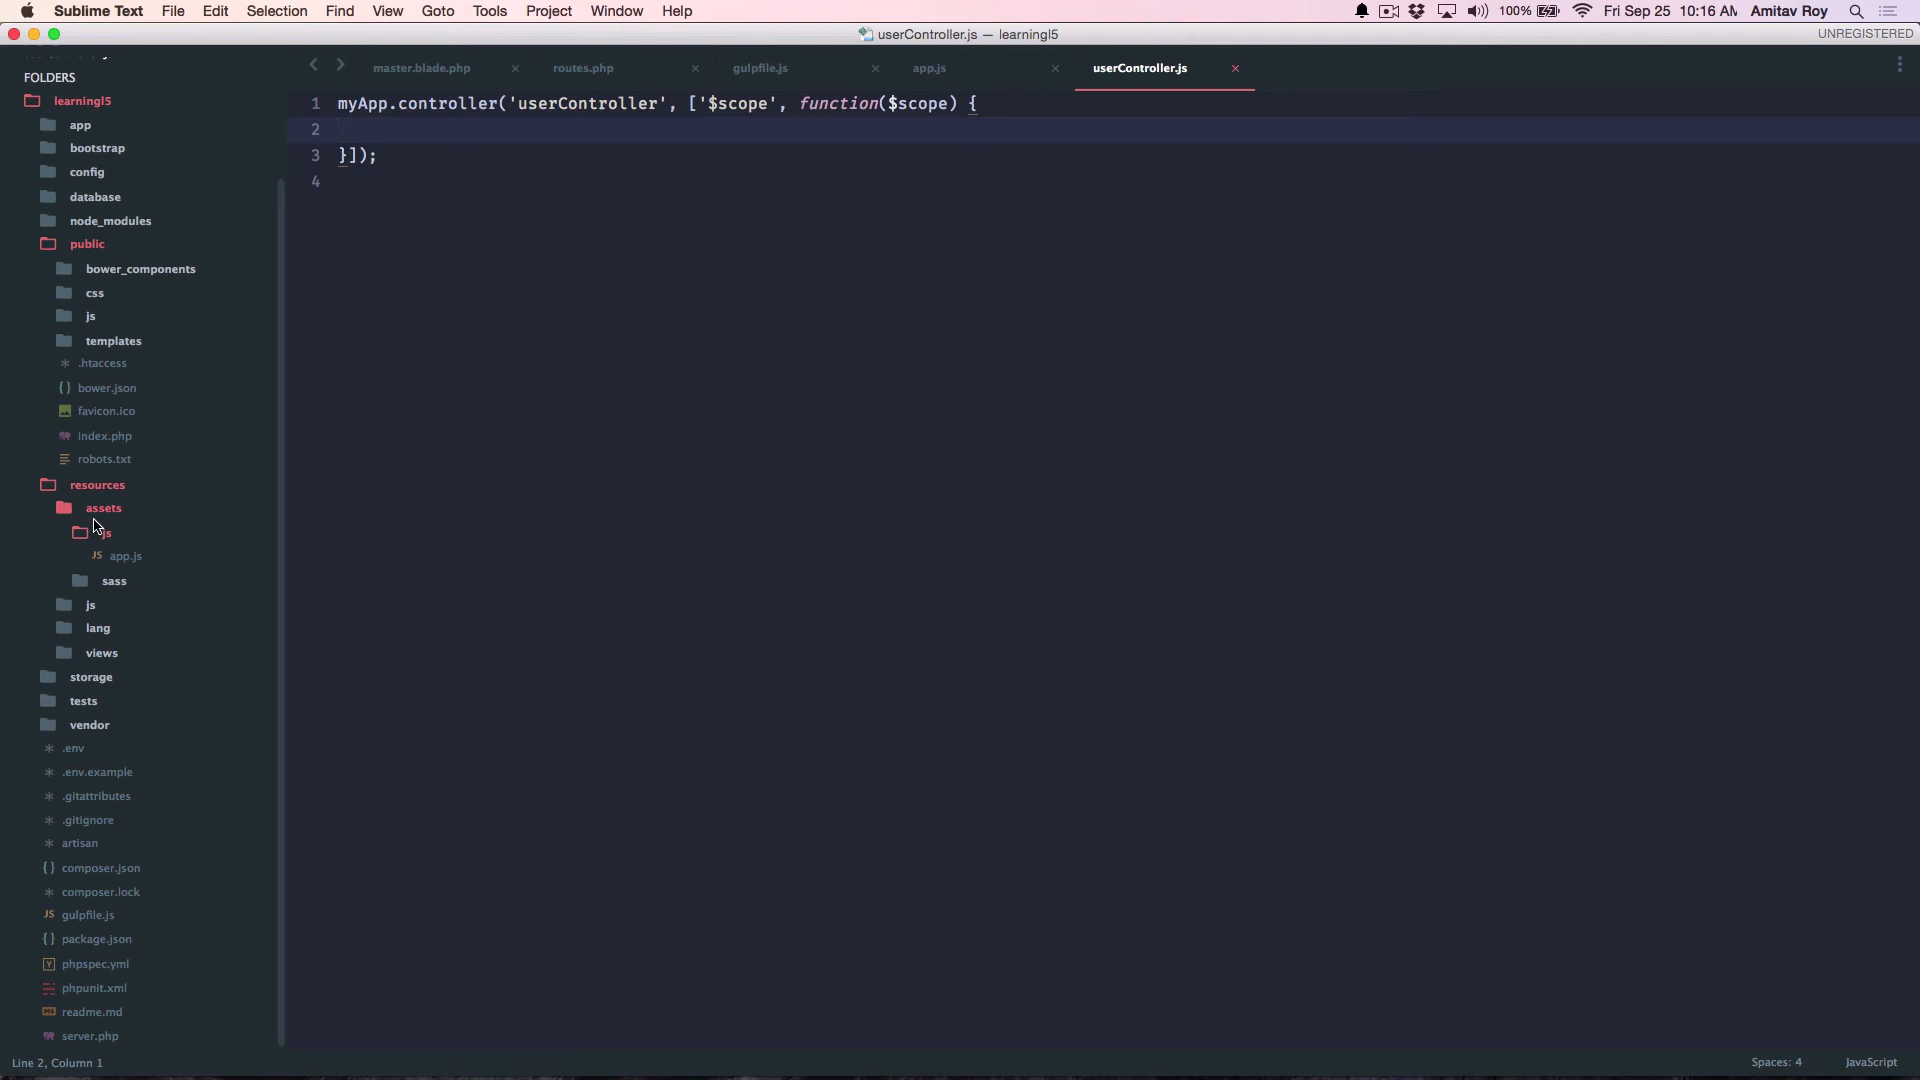 Sublime Text File Edit Selection Find View Goto Tools Project Window Help 100% Fri Sep 25 10:16 AM Amitav Roy
userController.js — learningl5 UNREGISTERED
master.blade.php routes.php gulpfile.js app.js userController.js
FOLDERS
learningl5
app
bootstrap
config
database
node_modules
public
bower_components
css
js
templates
.htaccess
bower.json
favicon.ico
index.php
robots.txt
resources
assets
js
JS app.js
sass
js
lang
views
storage
tests
vendor
.env
.env.example
.gitattributes
.gitignore
artisan
composer.json
composer.lock
JS gulpfile.js
package.json
phpspec.yml
phpunit.xml
readme.md
server.php
1 myApp.controller('userController', ['$scope', function($scope) {
2
3 }]);
4
Line 2, Column 1 Spaces: 4 JavaScript